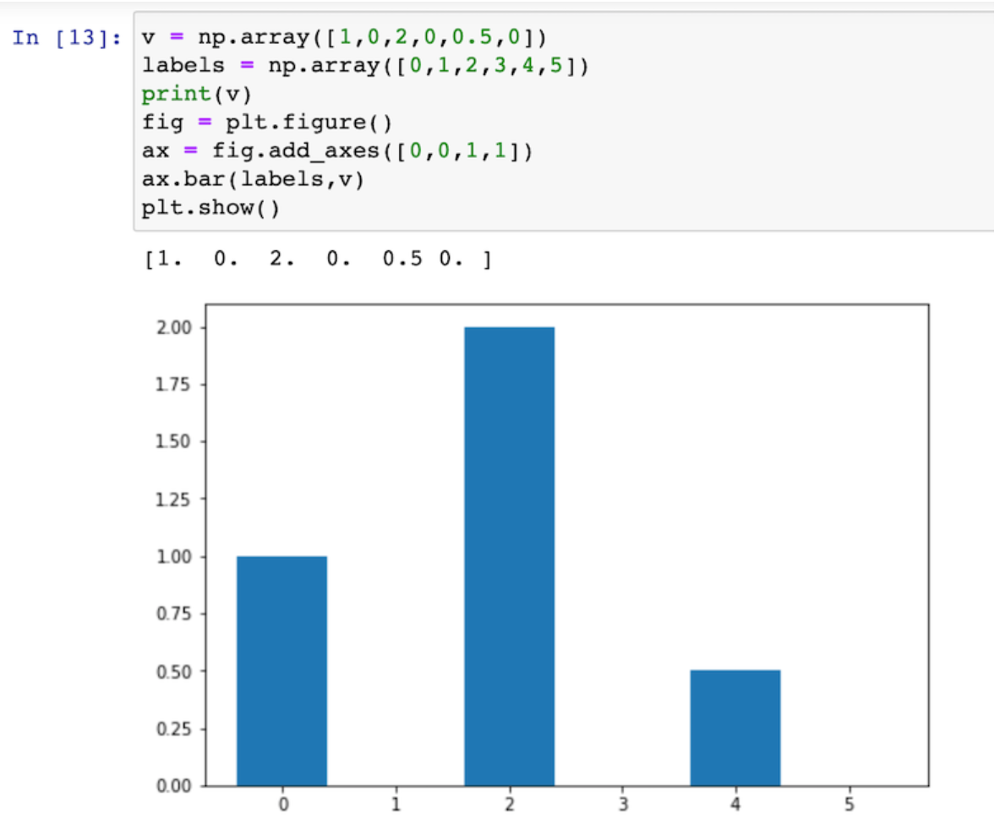 In [13]: v = np.array([1,0,2,0,0.5,0])
labels = np.array([0,1,2,3,4,5])
print(v)
fig = plt.figure()
ax = fig.add_axes([0,0,1,1])
ax.bar(labels,v)
plt.show()
[1.  0.  2.  0.  0.5 0. ]
2.00
1.75
1.50
1.25
1.00
0.75
0.50
0.25
0.00
0 1 2 3 4 5